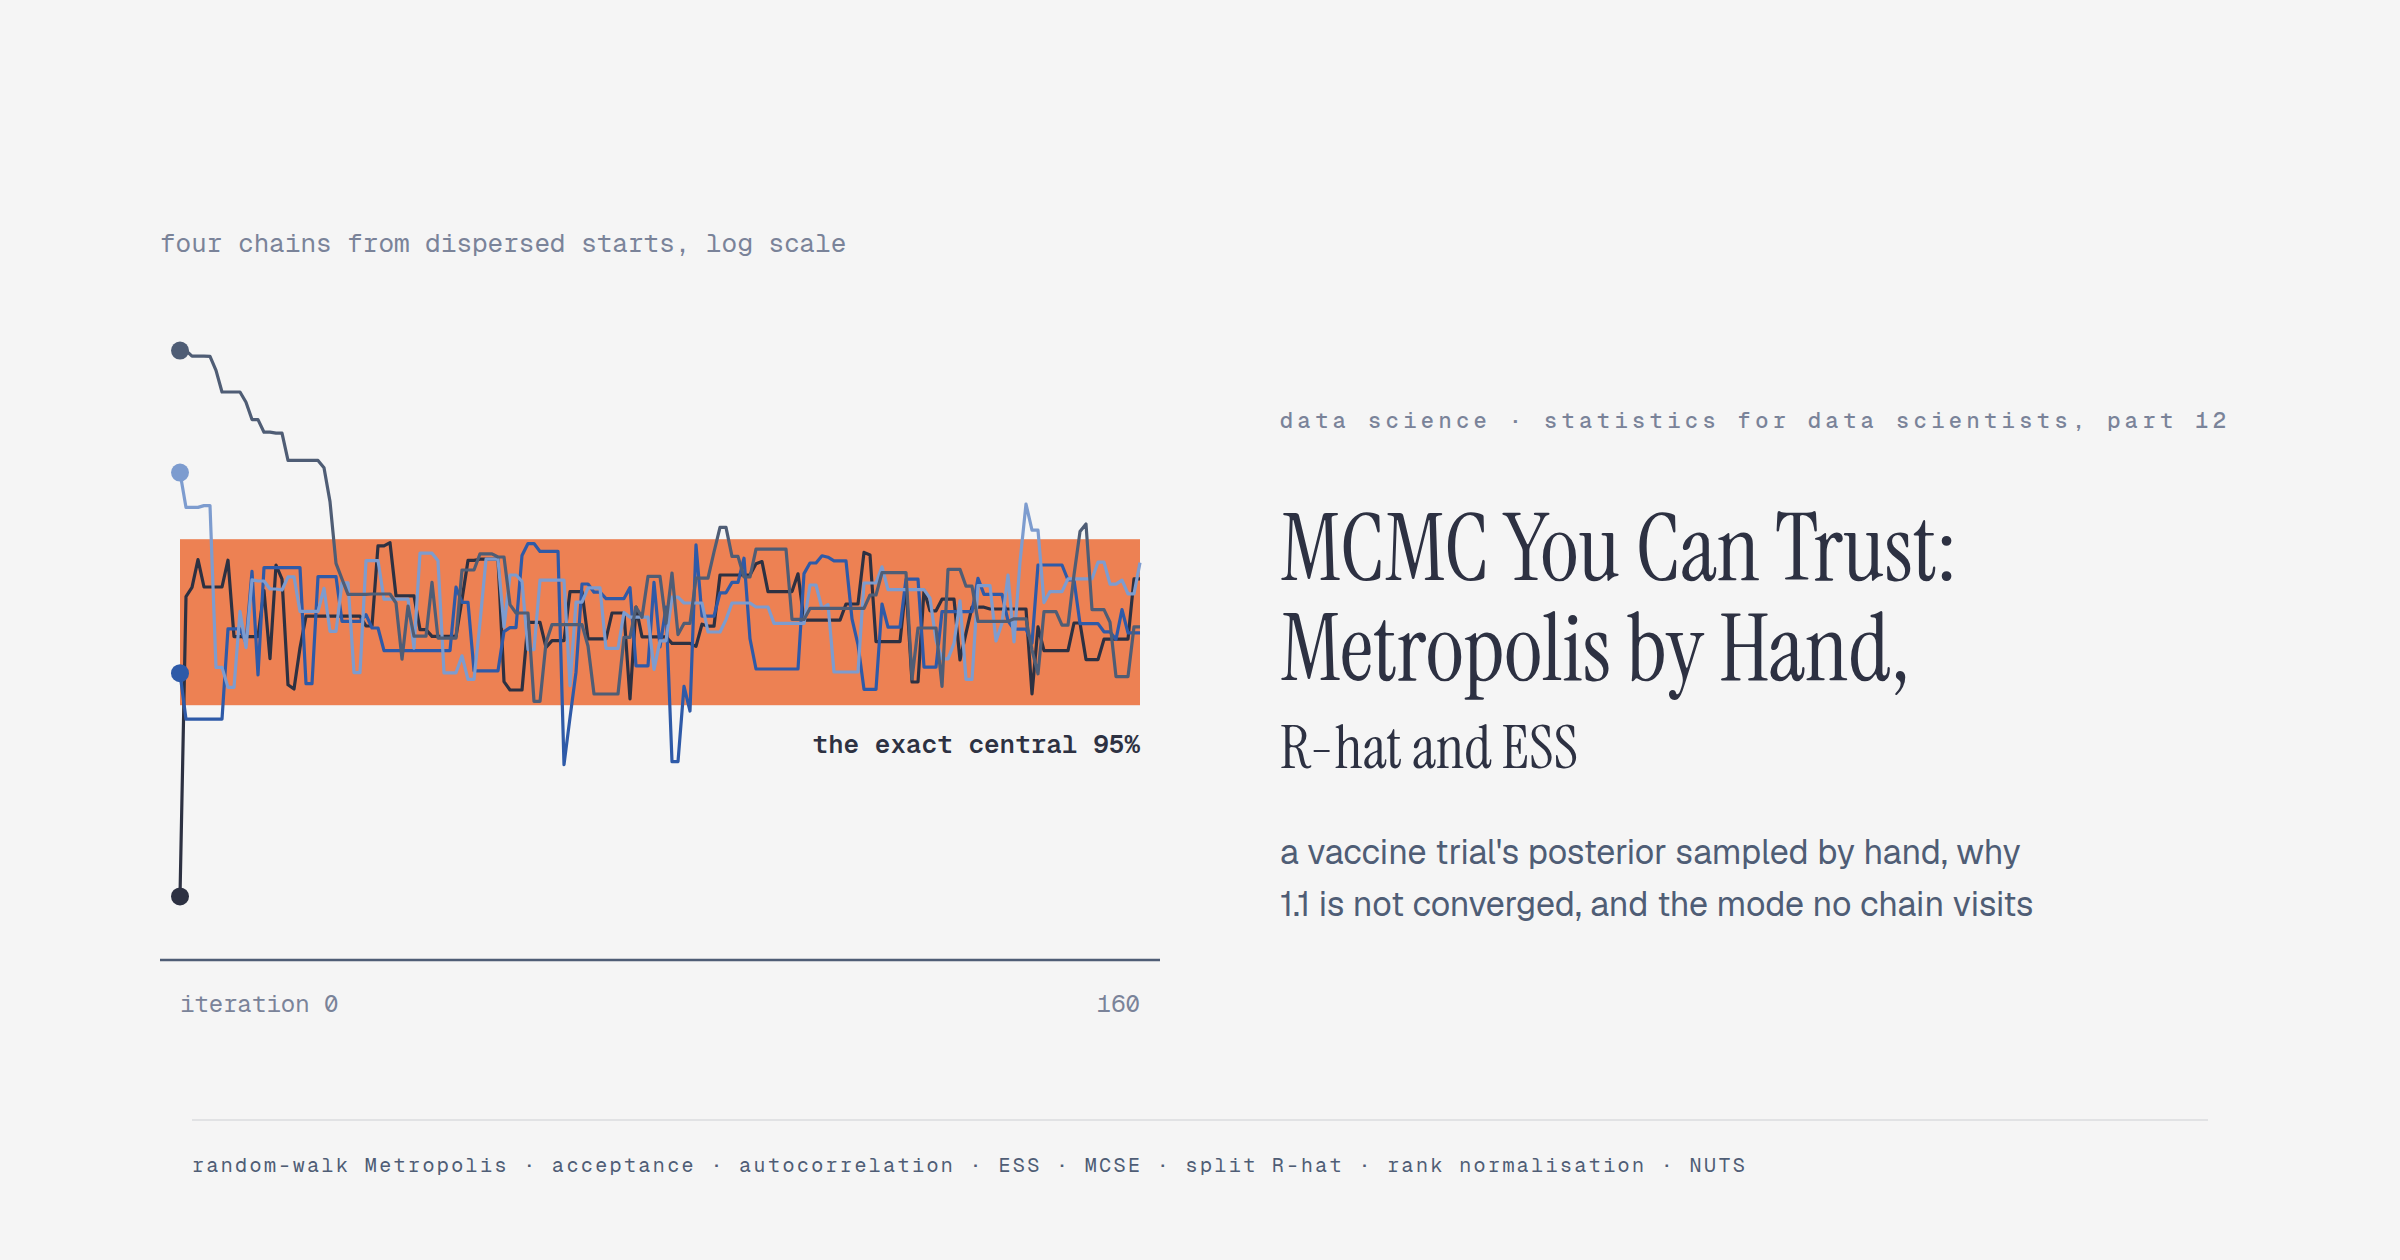 four chains from dispersed starts, log scale
the exact central 95%
iteration 0
160
data science · statistics for data scientists, part 12
MCMC You Can Trust:
Metropolis by Hand,
R-hat and ESS
a vaccine trial's posterior sampled by hand, why
1.1 is not converged, and the mode no chain visits
random-walk Metropolis · acceptance · autocorrelation · ESS · MCSE · split R-hat · rank normalisation · NUTS